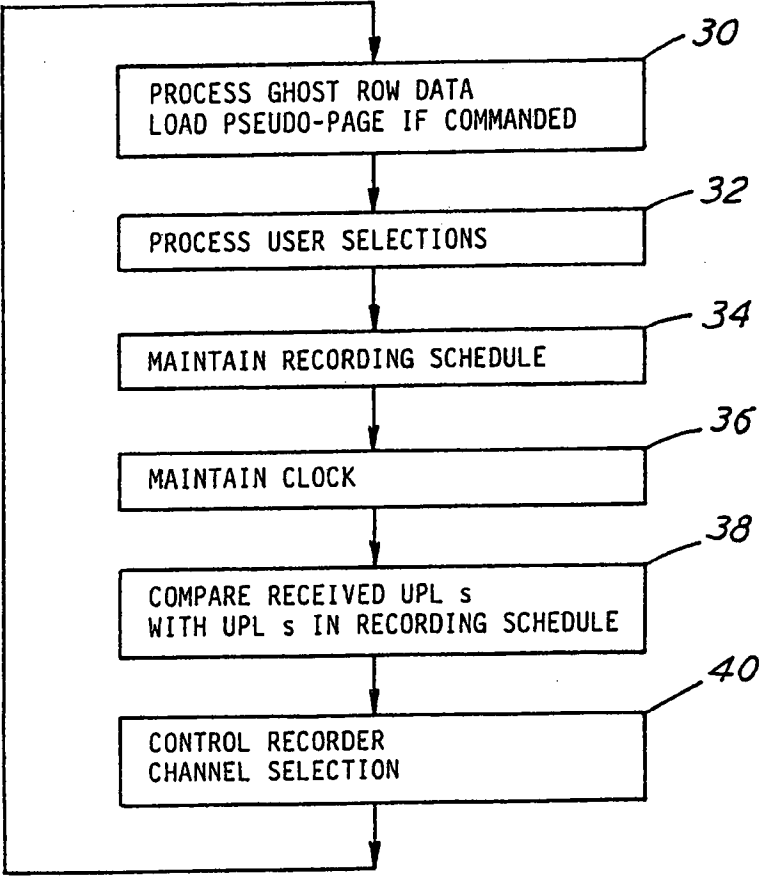 30
PROCESS GHOST ROW DATA
LOAD PSEUDO-PAGE IF COMMANDED
32
PROCESS USER SELECTIONS
34
MAINTAIN RECORDING SCHEDULE
36
MAINTAIN CLOCK
38
COMPARE RECEIVED UPL s
WITH UPL s IN RECORDING SCHEDULE
40
CONTROL RECORDER
CHANNEL SELECTION